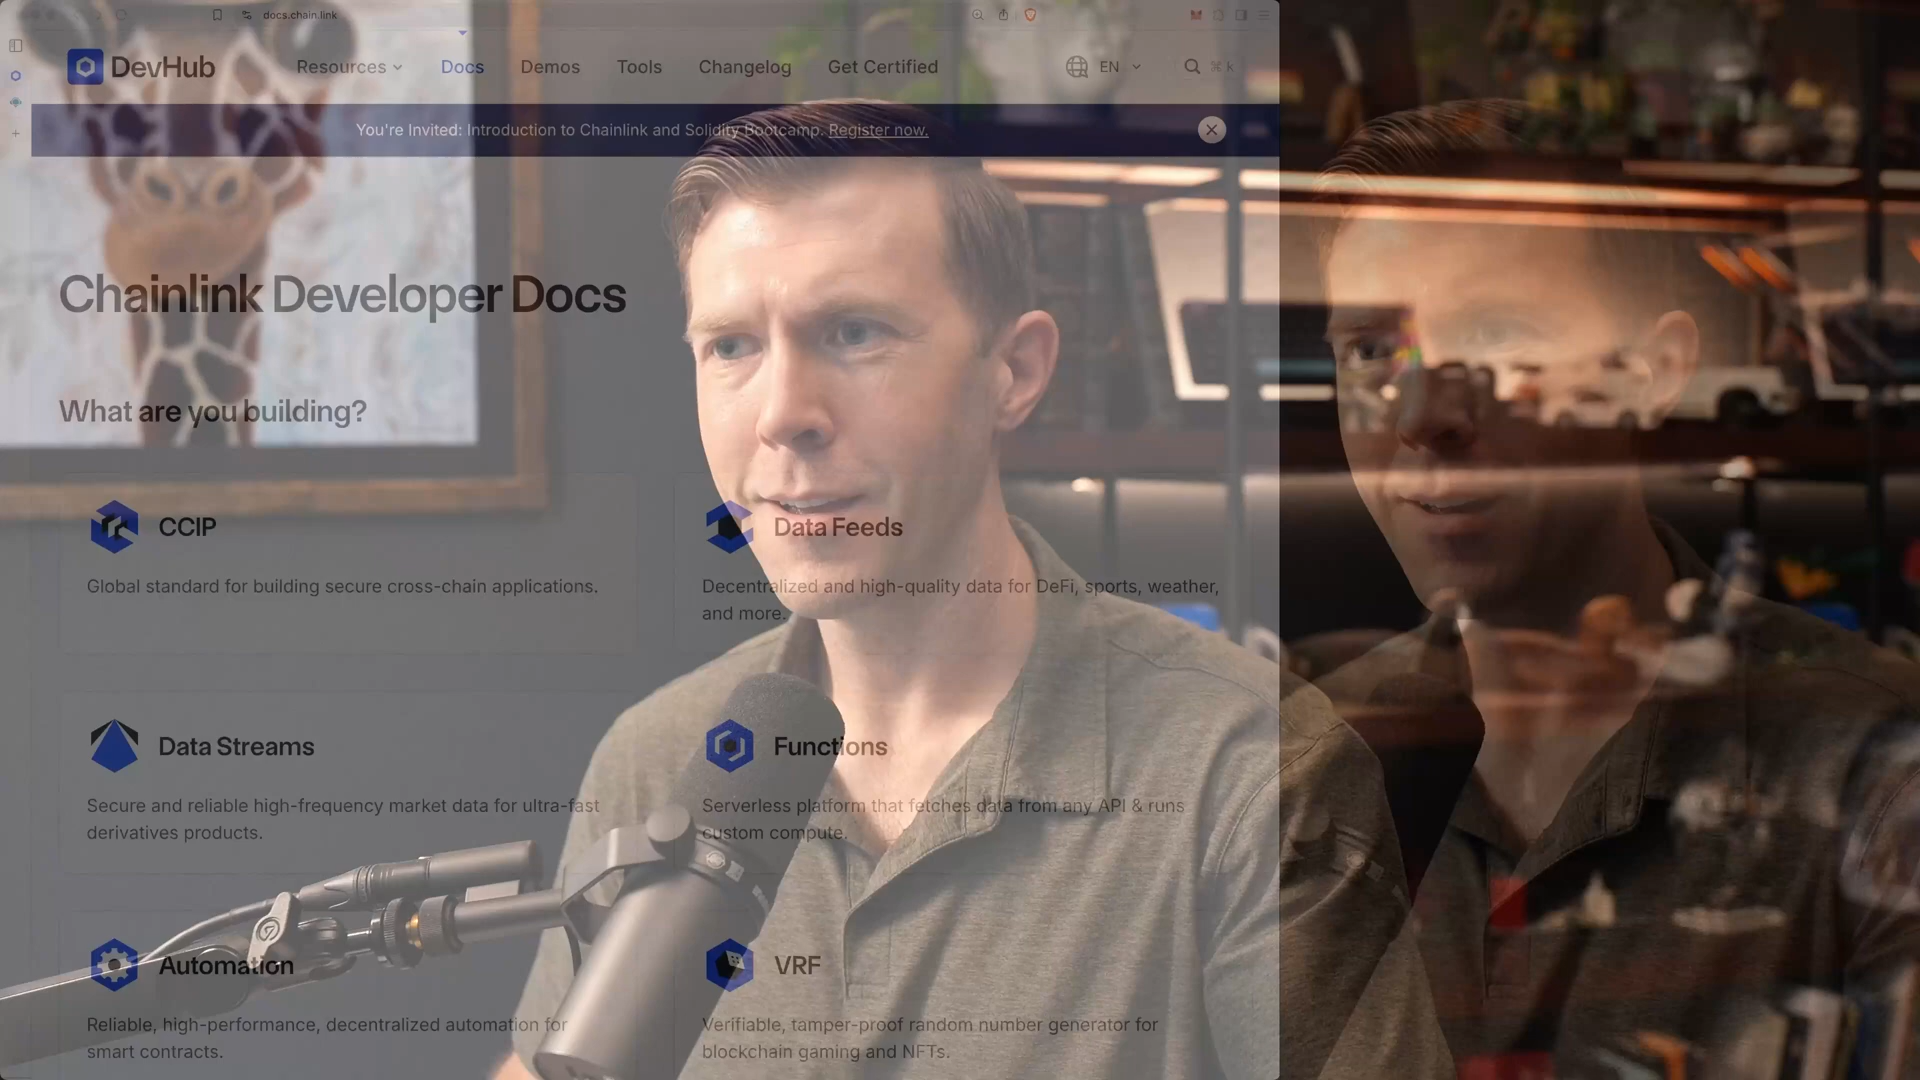 docs.chain.link
DevHub
Resources
Docs
Demos
Tools
Changelog
Get Certified
EN
⌘ k
You're Invited: Introduction to Chainlink and Solidity Bootcamp. Register now.
Chainlink Developer Docs
What are you building?
CCIP
Global standard for building secure cross-chain applications.
Data Feeds
Decentralized and high-quality data for DeFi, sports, weather,
and more.
Data Streams
Secure and reliable high-frequency market data for ultra-fast
derivatives products.
Functions
Serverless platform that fetches data from any API & runs
custom compute.
Automation
Reliable, high-performance, decentralized automation for
smart contracts.
VRF
Verifiable, tamper-proof random number generator for
blockchain gaming and NFTs.